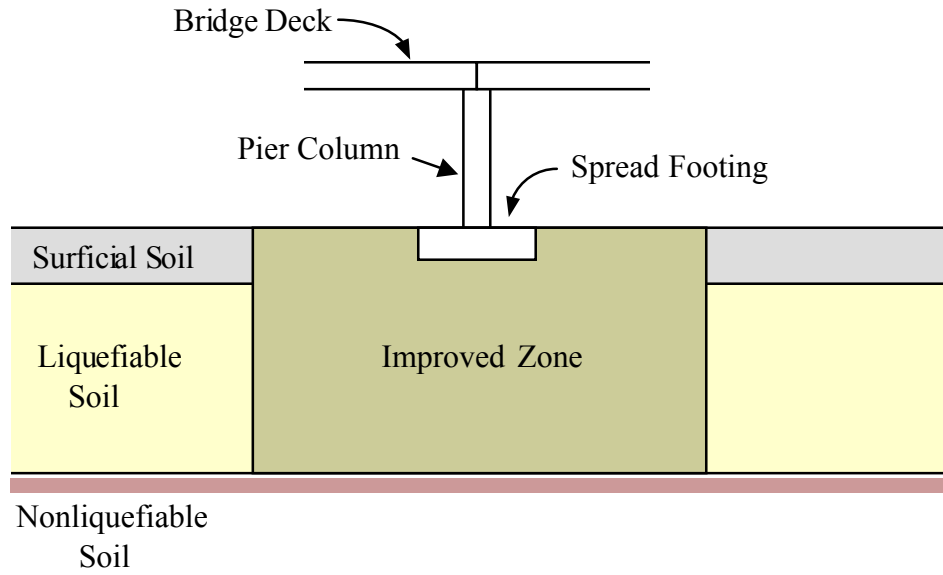 Bridge Deck
Pier Column
Spread Footing
Surficial Soil
Liquefiable
Soil
Improved Zone
Nonliquefiable
Soil